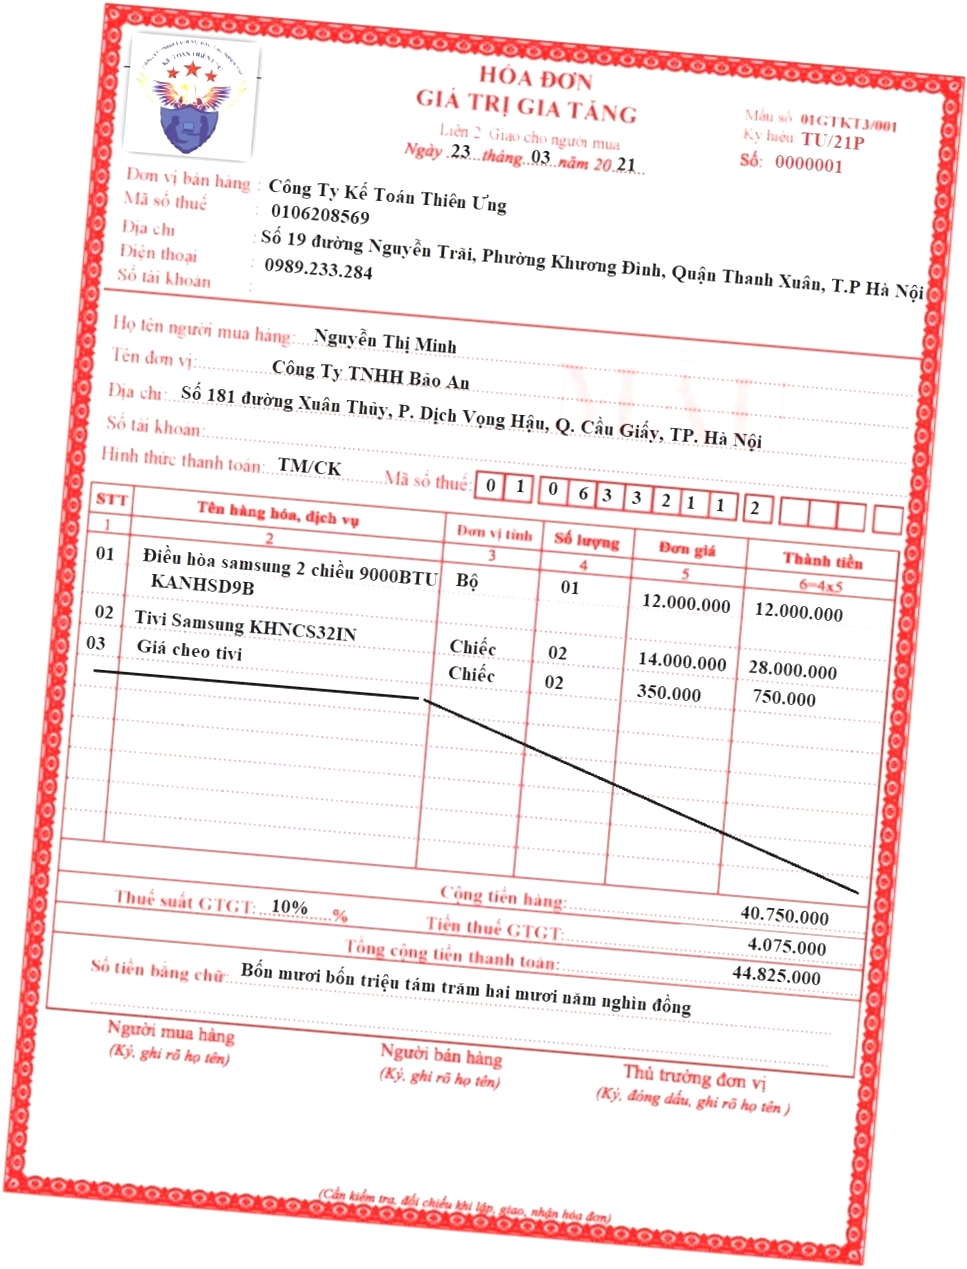 KẾ TOÁN THIÊN ƯNG
HÓA ĐƠN
GIÁ TRỊ GIA TĂNG
Liên 2 Giao cho người mua
Ngày 23 tháng 03 năm 2021
Mẫu số 01GTKT3/001
Ký hiệu TU/21P
Số: 0000001
Đơn vị bán hàng : Công Ty Kế Toán Thiên Ưng
Mã số thuế : 0106208569
Địa chỉ : Số 19 đường Nguyễn Trãi, Phường Khương Đình, Quận Thanh Xuân, T.P Hà Nội
Điện thoại : 0989.233.284
Số tài khoản :
Họ tên người mua hàng: Nguyễn Thị Minh
Tên đơn vị: Công Ty TNHH Bảo An
Địa chỉ: Số 181 đường Xuân Thủy, P. Dịch Vọng Hậu, Q. Cầu Giấy, TP. Hà Nội
Số tài khoản:
Hình thức thanh toán: TM/CK Mã số thuế: 0 1 0 6 3 3 2 1 1 2
STT Tên hàng hóa, dịch vụ Đơn vị tính Số lượng Đơn giá Thành tiền
1 2 3 4 5 6=4x5
01 Điều hòa samsung 2 chiều 9000BTU Bộ 01 12.000.000 12.000.000
KANHSD9B
02 Tivi Samsung KHNCS32IN Chiếc 02 14.000.000 28.000.000
03 Giá cheo tivi Chiếc 02 350.000 750.000
Cộng tiền hàng: 40.750.000
Thuế suất GTGT: 10% % Tiền thuế GTGT: 4.075.000
Tổng cộng tiền thanh toán: 44.825.000
Số tiền bằng chữ: Bốn mươi bốn triệu tám trăm hai mươi năm nghìn đồng
Người mua hàng Người bán hàng Thủ trưởng đơn vị
(Ký, ghi rõ họ tên) (Ký, ghi rõ họ tên) (Ký, đóng dấu, ghi rõ họ tên )
(Cần kiểm tra, đối chiếu khi lập, giao, nhận hóa đơn)